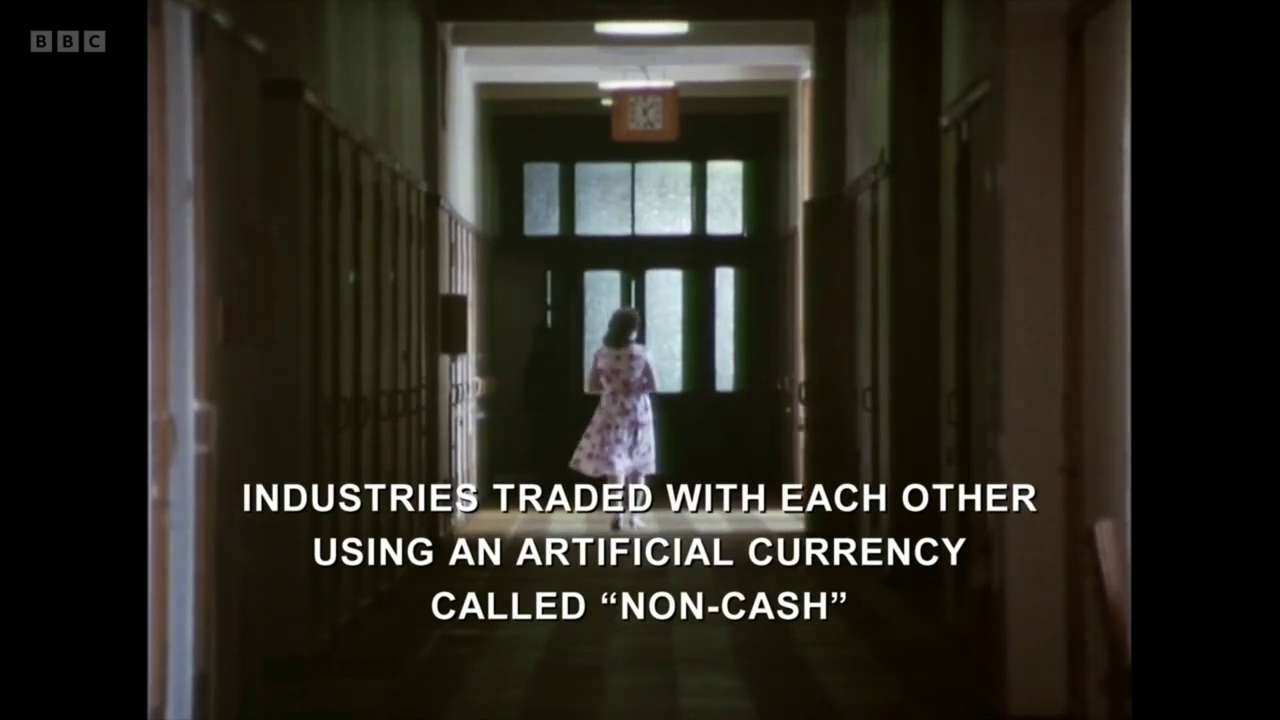 BBC
INDUSTRIES TRADED WITH EACH OTHER
USING AN ARTIFICIAL CURRENCY
CALLED “NON-CASH”